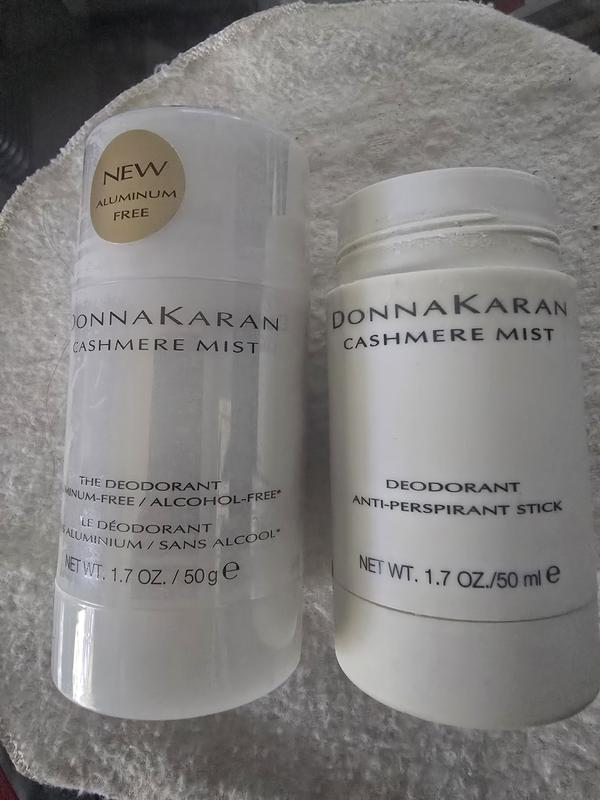 NEW
ALUMINUM
FREE
DONNAKARAN
CASHMERE MIST
THE DEODORANT
MINUM-FREE / ALCOHOL-FREE*
LE DÉODORANT
ALUMINIUM / SANS ALCOOL*
NET WT. 1.7 OZ. / 50 g e
DONNAKARAN
CASHMERE MIST
DEODORANT
ANTI-PERSPIRANT STICK
NET WT. 1.7 OZ./50 ml e